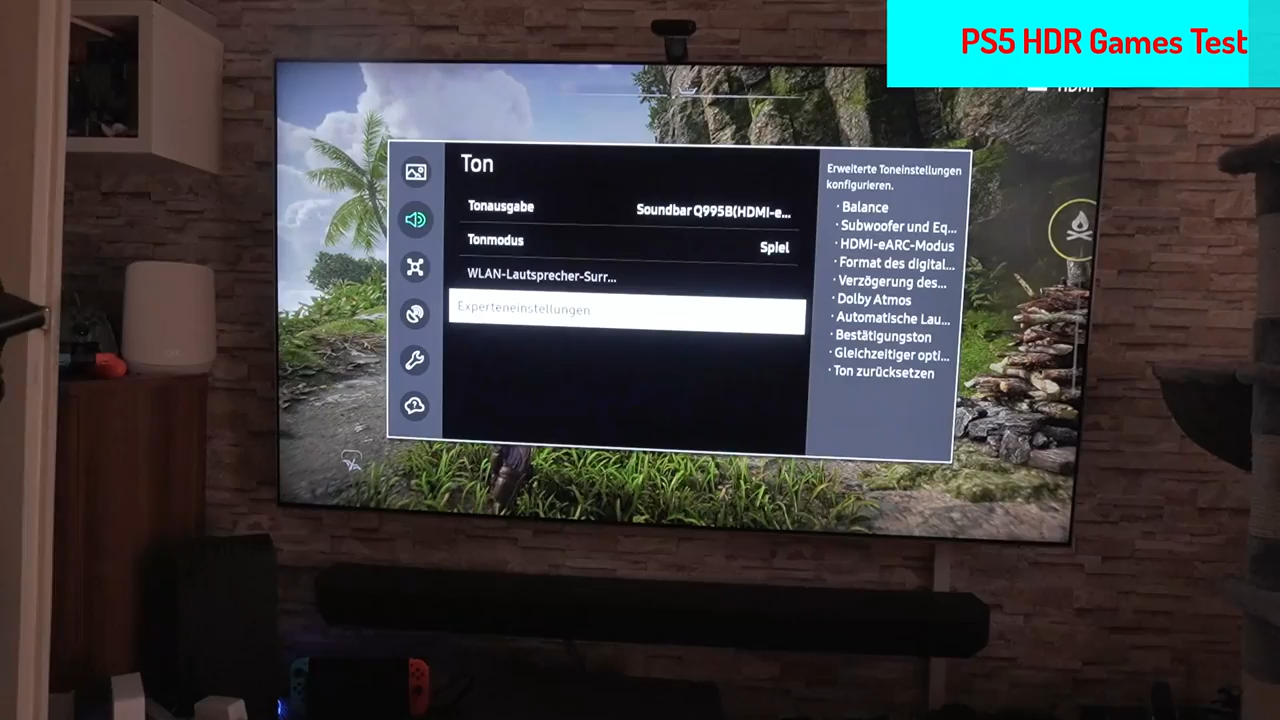 PS5 HDR Games Test
HDMI
Ton
Tonausgabe
Soundbar Q995B(HDMI-e...
Tonmodus
Spiel
WLAN-Lautsprecher-Surr...
Experteneinstellungen
Erweiterte Toneinstellungen
konfigurieren.
· Balance
· Subwoofer und Eq...
· HDMI-eARC-Modus
· Format des digital...
· Verzögerung des...
· Dolby Atmos
· Automatische Lau...
· Bestätigungston
· Gleichzeitiger opti...
· Ton zurücksetzen